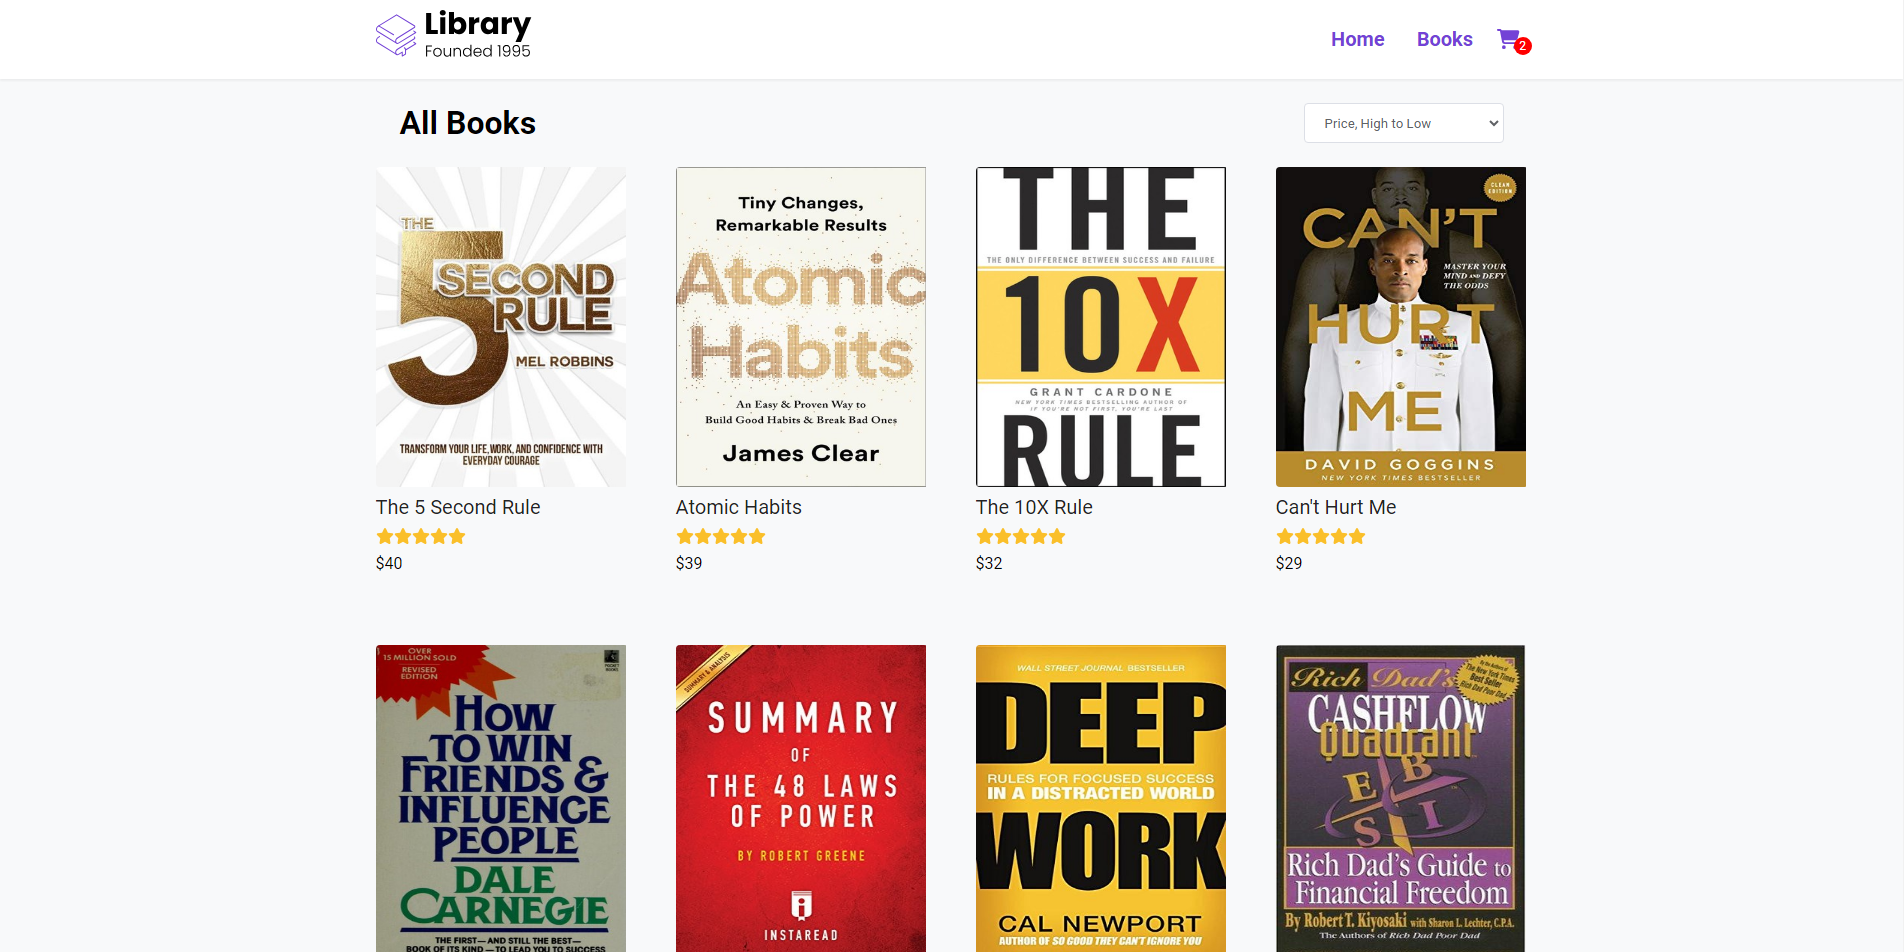 Library
Founded 1995
Home
Books
2
All Books
Price, High to Low
THE
5
SECOND
RULE
MEL ROBBINS
TRANSFORM YOUR LIFE, WORK, AND CONFIDENCE WITH
EVERYDAY COURAGE
The 5 Second Rule
$40
Tiny Changes,
Remarkable Results
Atomic
Habits
An Easy & Proven Way to
Build Good Habits & Break Bad Ones
James Clear
Atomic Habits
$39
THE
THE ONLY DIFFERENCE BETWEEN SUCCESS AND FAILURE
10X
GRANT CARDONE
NEW YORK TIMES BESTSELLING AUTHOR OF
IF YOU'RE NOT FIRST, YOU'RE LAST
RULE
The 10X Rule
$32
CLEAN
EDITION
CAN'T
MASTER YOUR
MIND AND DEFY
THE ODDS
HURT
ME
DAVID GOGGINS
NEW YORK TIMES BESTSELLER
Can't Hurt Me
$29
OVER
15 MILLION SOLD
REVISED
EDITION
POCKET
BOOKS
HOW
TO WIN
FRIENDS &
INFLUENCE
PEOPLE
DALE
CARNEGIE
THE FIRST—AND STILL THE BEST—
BOOK OF ITS KIND—TO LEAD YOU TO SUCCESS
SUMMARY & ANALYSIS
SUMMARY
OF
THE 48 LAWS
OF POWER
BY ROBERT GREENE
INSTAREAD
WALL STREET JOURNAL BESTSELLER
DEEP
RULES FOR FOCUSED SUCCESS
IN A DISTRACTED WORLD
WORK
CAL NEWPORT
AUTHOR OF SO GOOD THEY CAN'T IGNORE YOU
Rich Dad's
By the Authors of
The New York Times
Best Seller
Rich Dad Poor Dad
CASHFLOW
Quadrant
E B
S I
Rich Dad's Guide to
Financial Freedom
By Robert T. Kiyosaki with Sharon L. Lechter, C.P.A.
The Authors of Rich Dad Poor Dad